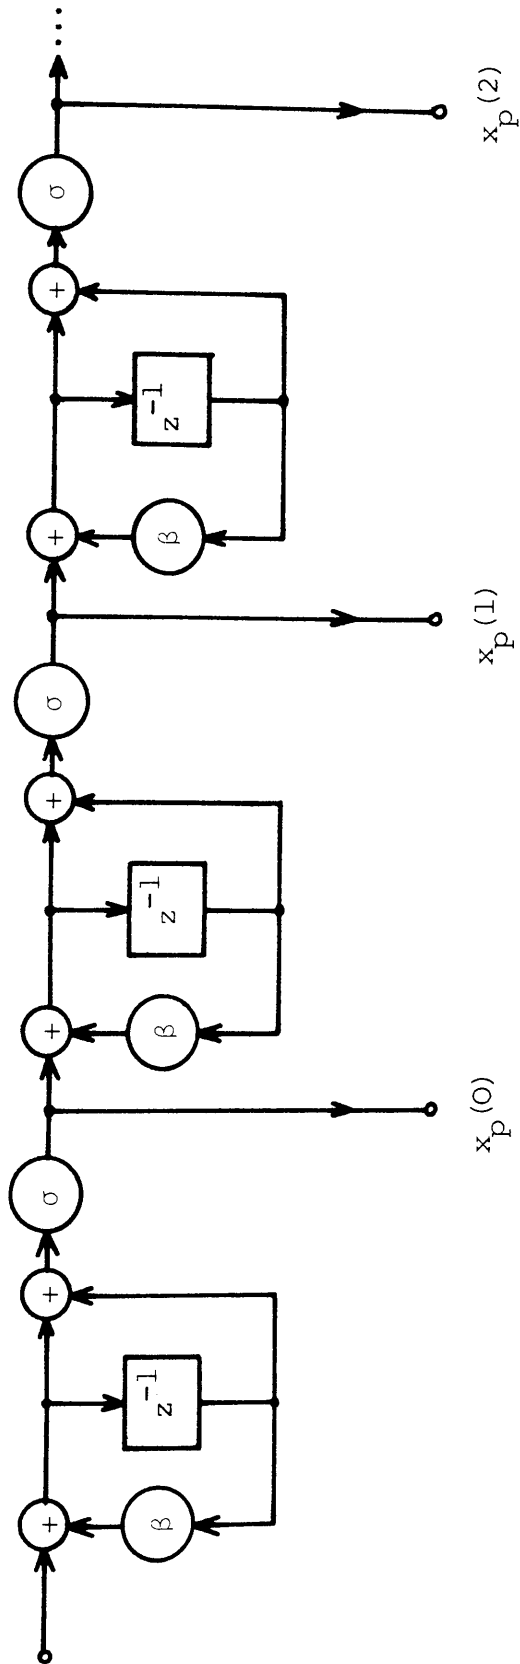 + β z⁻¹ + σ
x_p(0)
+ β z⁻¹ + σ
x_p(1)
+ β z⁻¹ + σ
x_p(2)
...